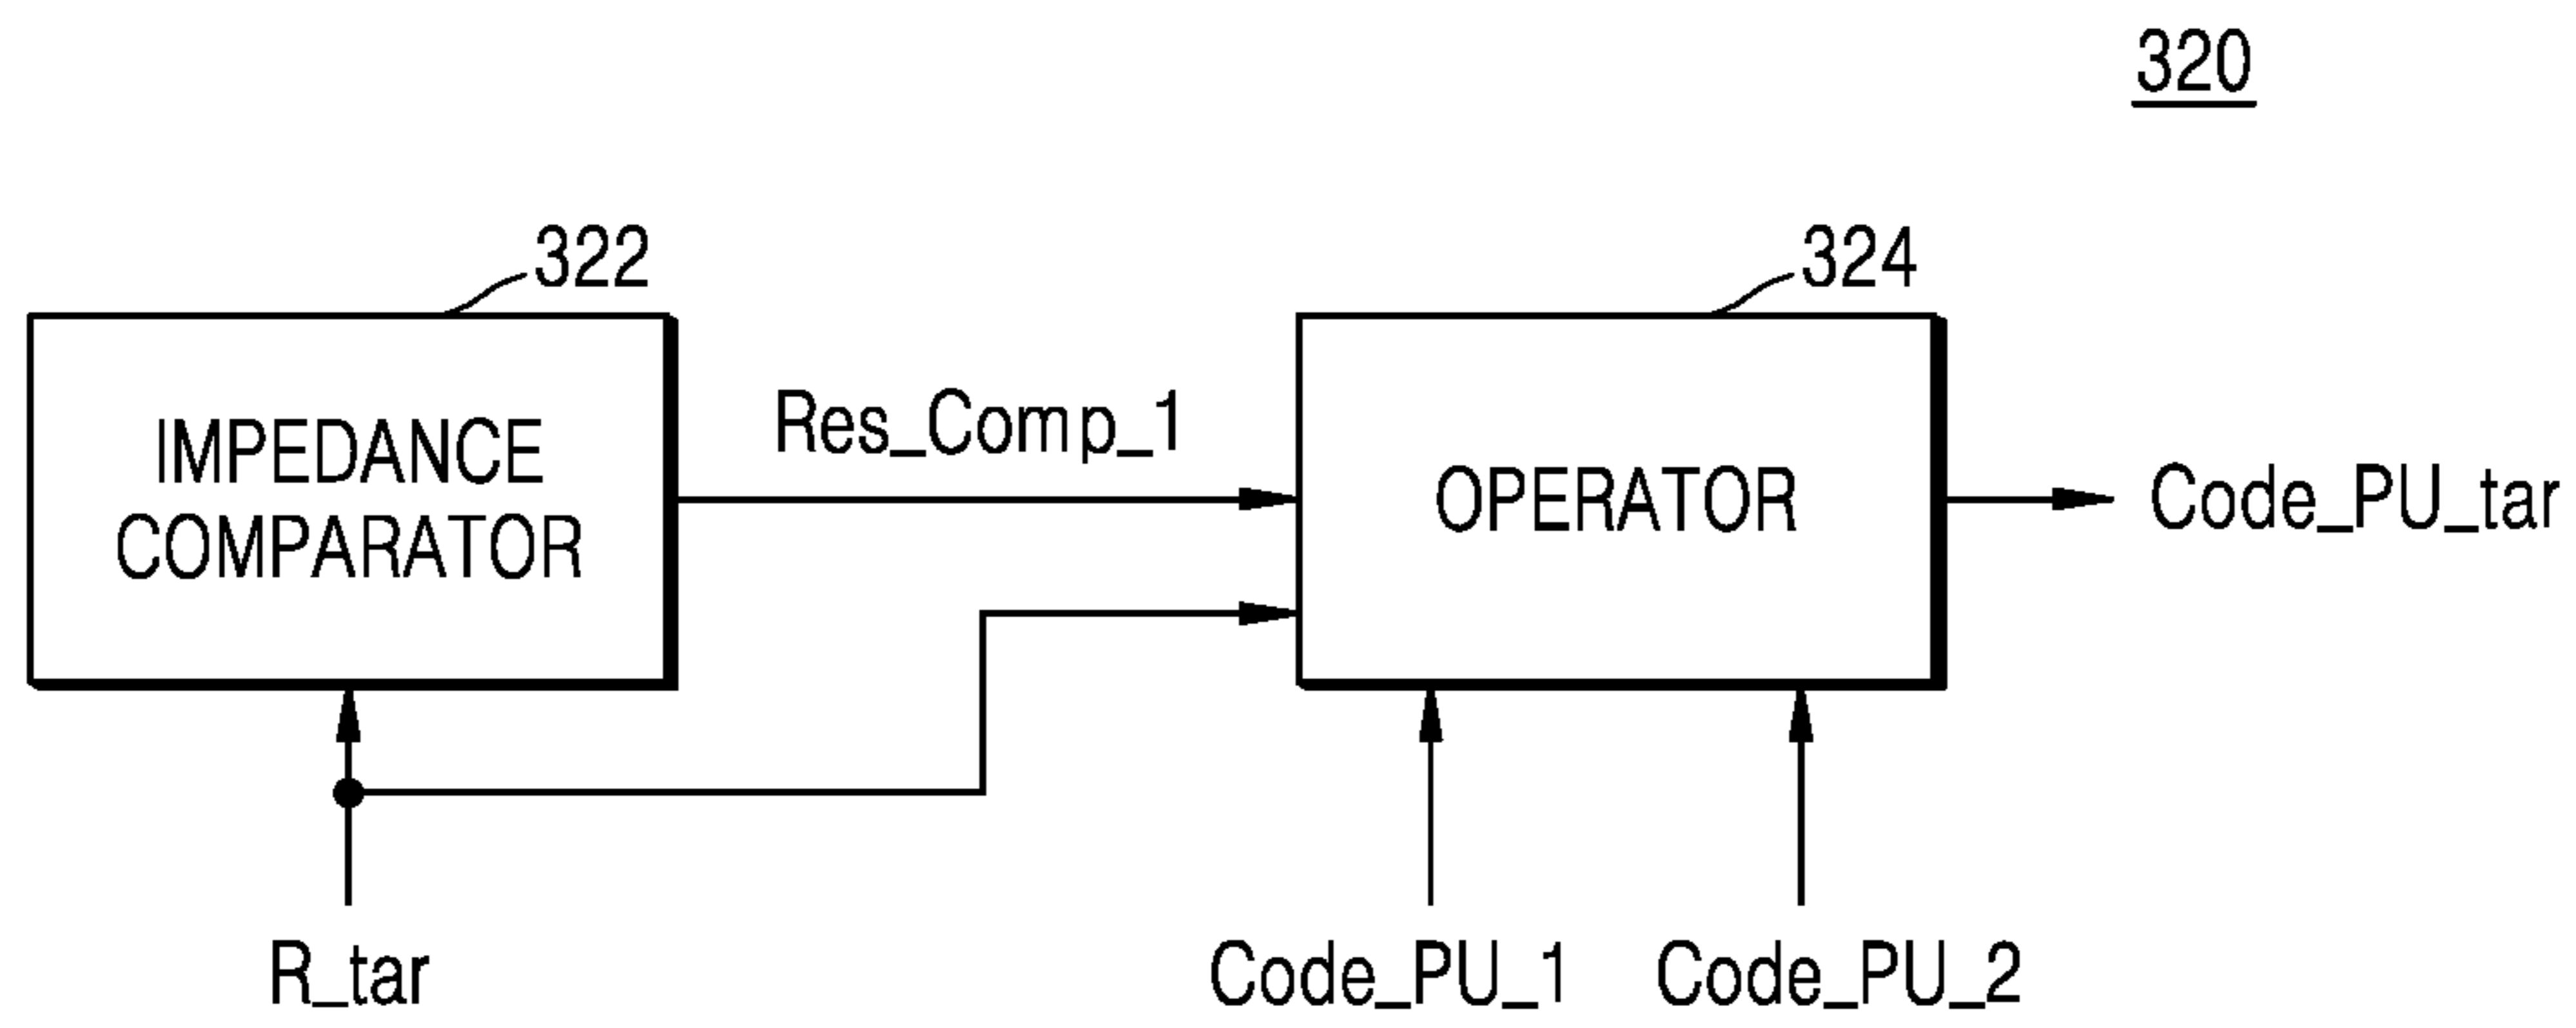 320
322
324
IMPEDANCE
COMPARATOR
Res_Comp_1
OPERATOR
Code_PU_tar
R_tar
Code_PU_1
Code_PU_2